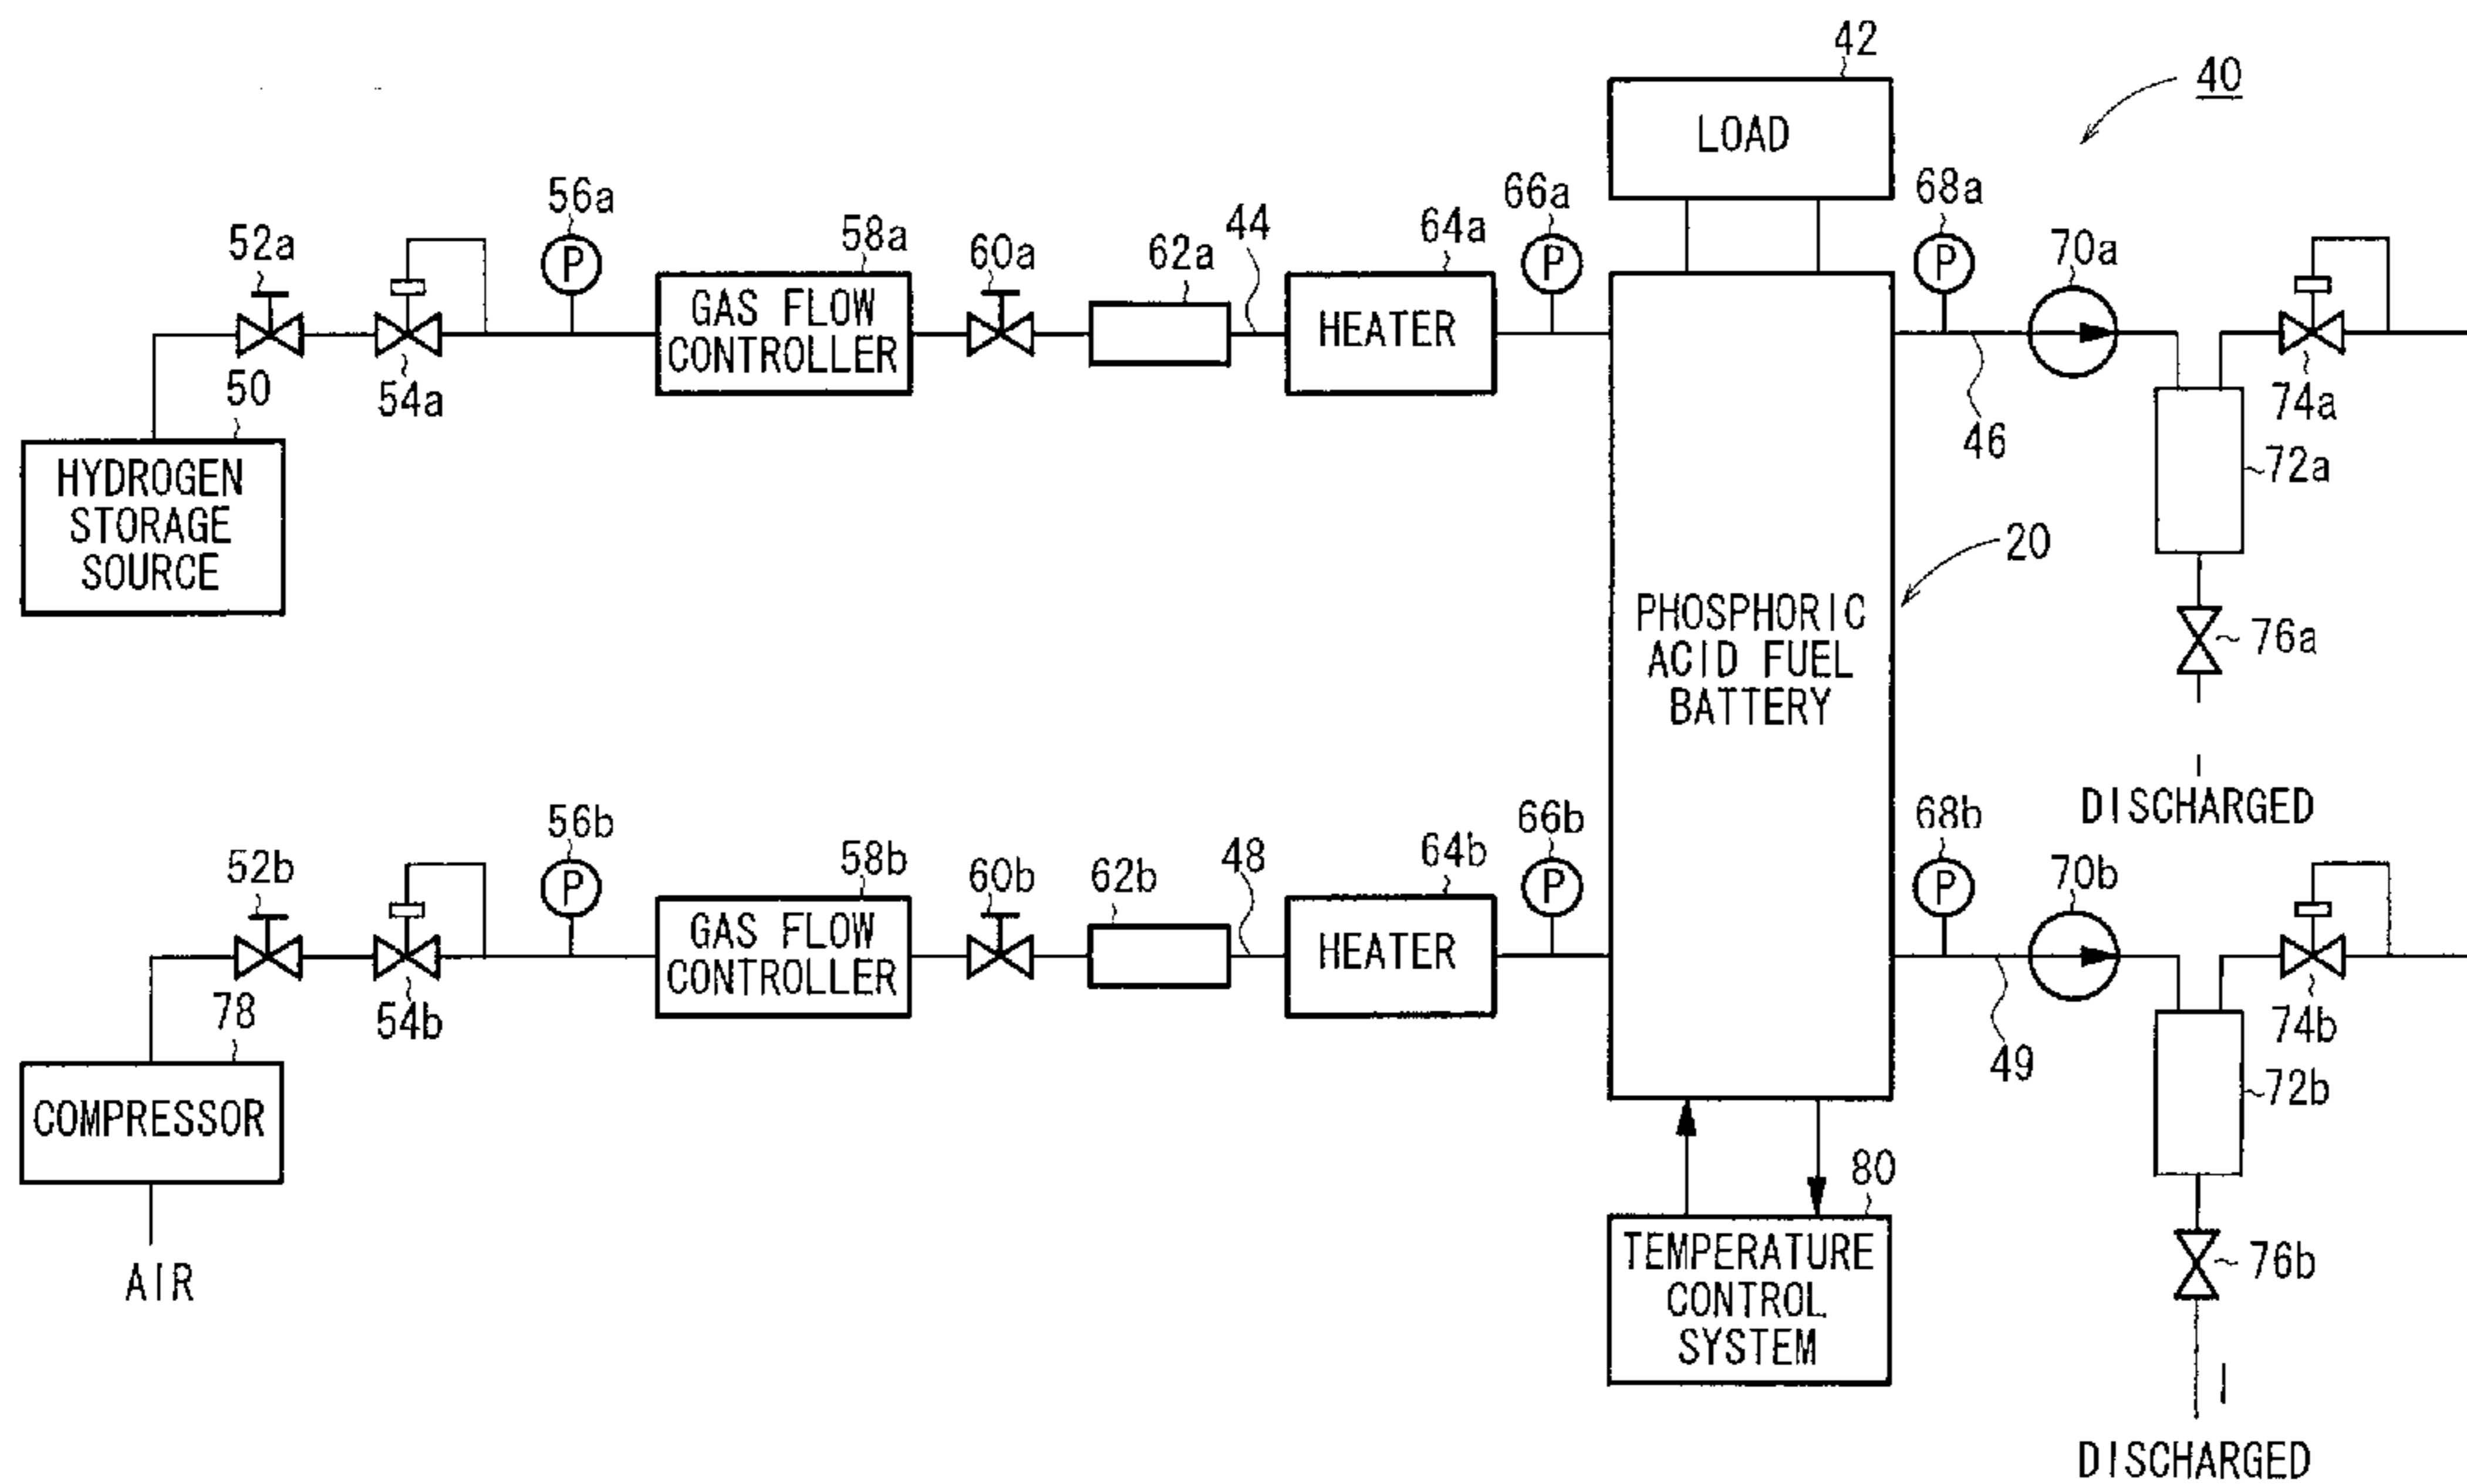 42
40
LOAD
56a
66a
68a
52a
58a
60a
62a
44
64a
70a
P
P
P
GAS FLOW
CONTROLLER
HEATER
50
54a
46
74a
HYDROGEN
STORAGE
SOURCE
72a
20
PHOSPHORIC
ACID FUEL
BATTERY
76a
DISCHARGED
56b
66b
68b
52b
58b
60b
62b
48
64b
70b
P
P
P
GAS FLOW
CONTROLLER
HEATER
78
54b
49
74b
COMPRESSOR
72b
80
AIR
TEMPERATURE
CONTROL
SYSTEM
76b
DISCHARGED